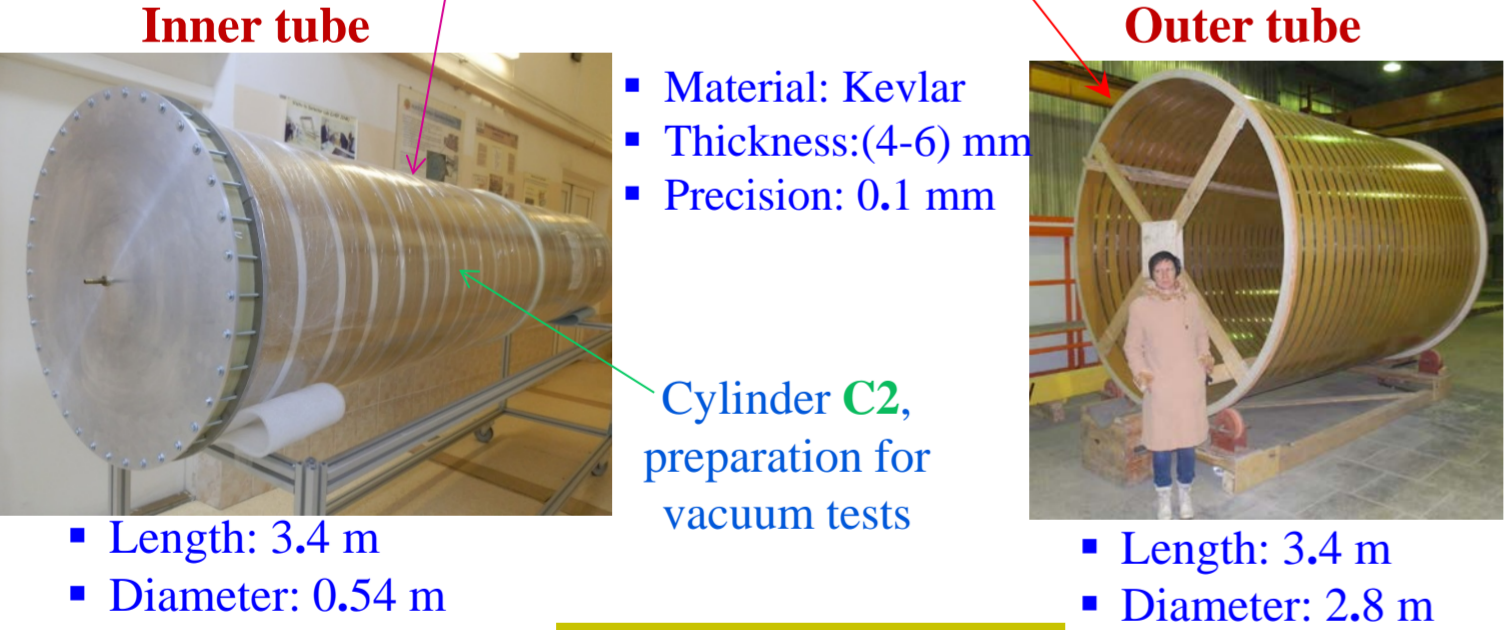 Inner tube
Outer tube
▪ Material: Kevlar
▪ Thickness:(4-6) mm
▪ Precision: 0.1 mm
Cylinder C2,
preparation for
vacuum tests
▪ Length: 3.4 m
▪ Diameter: 0.54 m
▪ Length: 3.4 m
▪ Diameter: 2.8 m